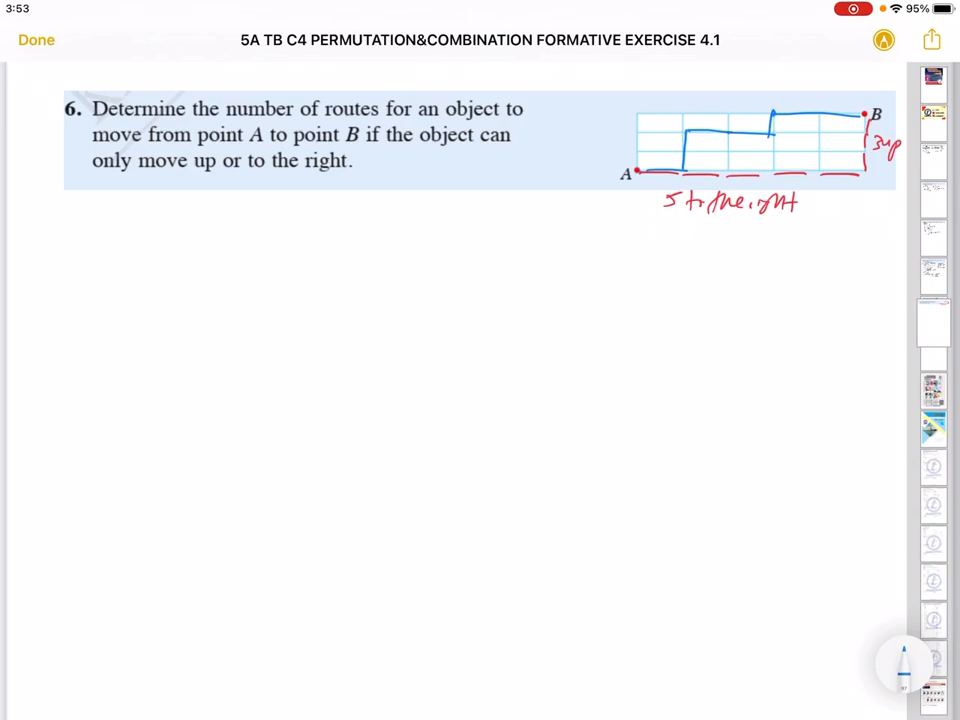 3:53
95%
Done
5A TB C4 PERMUTATION&COMBINATION FORMATIVE EXERCISE 4.1
6. Determine the number of routes for an object to
move from point A to point B if the object can
only move up or to the right.
B
3up
A
5 to the right
97